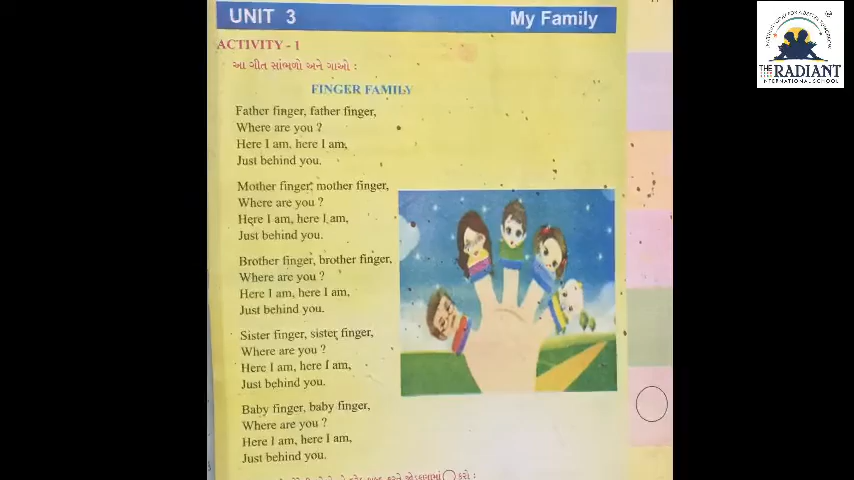 UNIT 3
My Family
ACTIVITY - 1
આ ગીત સાંભળો અને ગાઓ :
FINGER FAMILY
Father finger, father finger,
Where are you ?
Here I am, here I am,
Just behind you.
Mother finger, mother finger,
Where are you ?
Here I am, here I am,
Just behind you.
Brother finger, brother finger,
Where are you ?
Here I am, here I am,
Just behind you.
Sister finger, sister finger,
Where are you ?
Here I am, here I am,
Just behind you.
Baby finger, baby finger,
Where are you ?
Here I am, here I am,
Just behind you.
કરો :
THE RADIANT
INTERNATIONAL SCHOOL